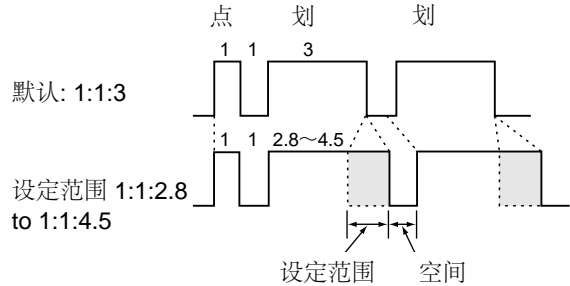 点 划 划
1 1 3
默认: 1:1:3
1 1 2.8～4.5
设定范围 1:1:2.8
to 1:1:4.5
设定范围 空间